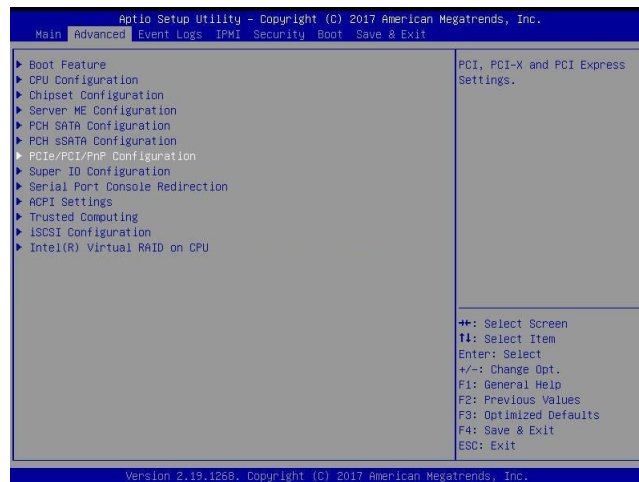 Aptio Setup Utility – Copyright (C) 2017 American Megatrends, Inc.
Main Advanced Event Logs IPMI Security Boot Save & Exit
Boot Feature
CPU Configuration
Chipset Configuration
Server ME Configuration
PCH SATA Configuration
PCH sSATA Configuration
PCIe/PCI/PnP Configuration
Super IO Configuration
Serial Port Console Redirection
ACPI Settings
Trusted Computing
iSCSI Configuration
Intel(R) Virtual RAID on CPU
PCI, PCI-X and PCI Express
Settings.
→←: Select Screen
↑↓: Select Item
Enter: Select
+/-: Change Opt.
F1: General Help
F2: Previous Values
F3: Optimized Defaults
F4: Save & Exit
ESC: Exit
Version 2.19.1268. Copyright (C) 2017 American Megatrends, Inc.